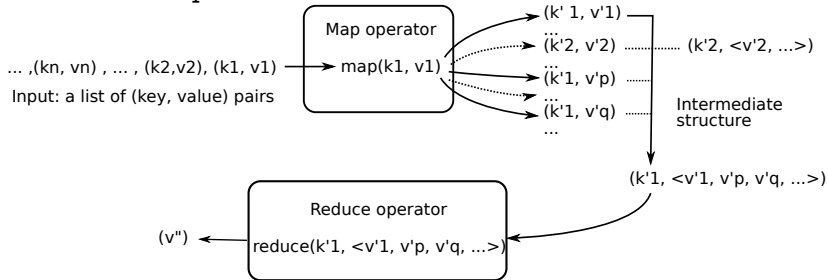 Map operator
map(k1, v1)
... ,(kn, vn) , ... , (k2,v2), (k1, v1)
Input: a list of (key, value) pairs
(k' 1, v'1)
...
(k'2, v'2)
...
(k'1, v'p)
...
(k'1, v'q)
...
(k'2, <v'2, ...>)
Intermediate
structure
(k'1, <v'1, v'p, v'q, ...>)
Reduce operator
reduce(k'1, <v'1, v'p, v'q, ...>)
(v")